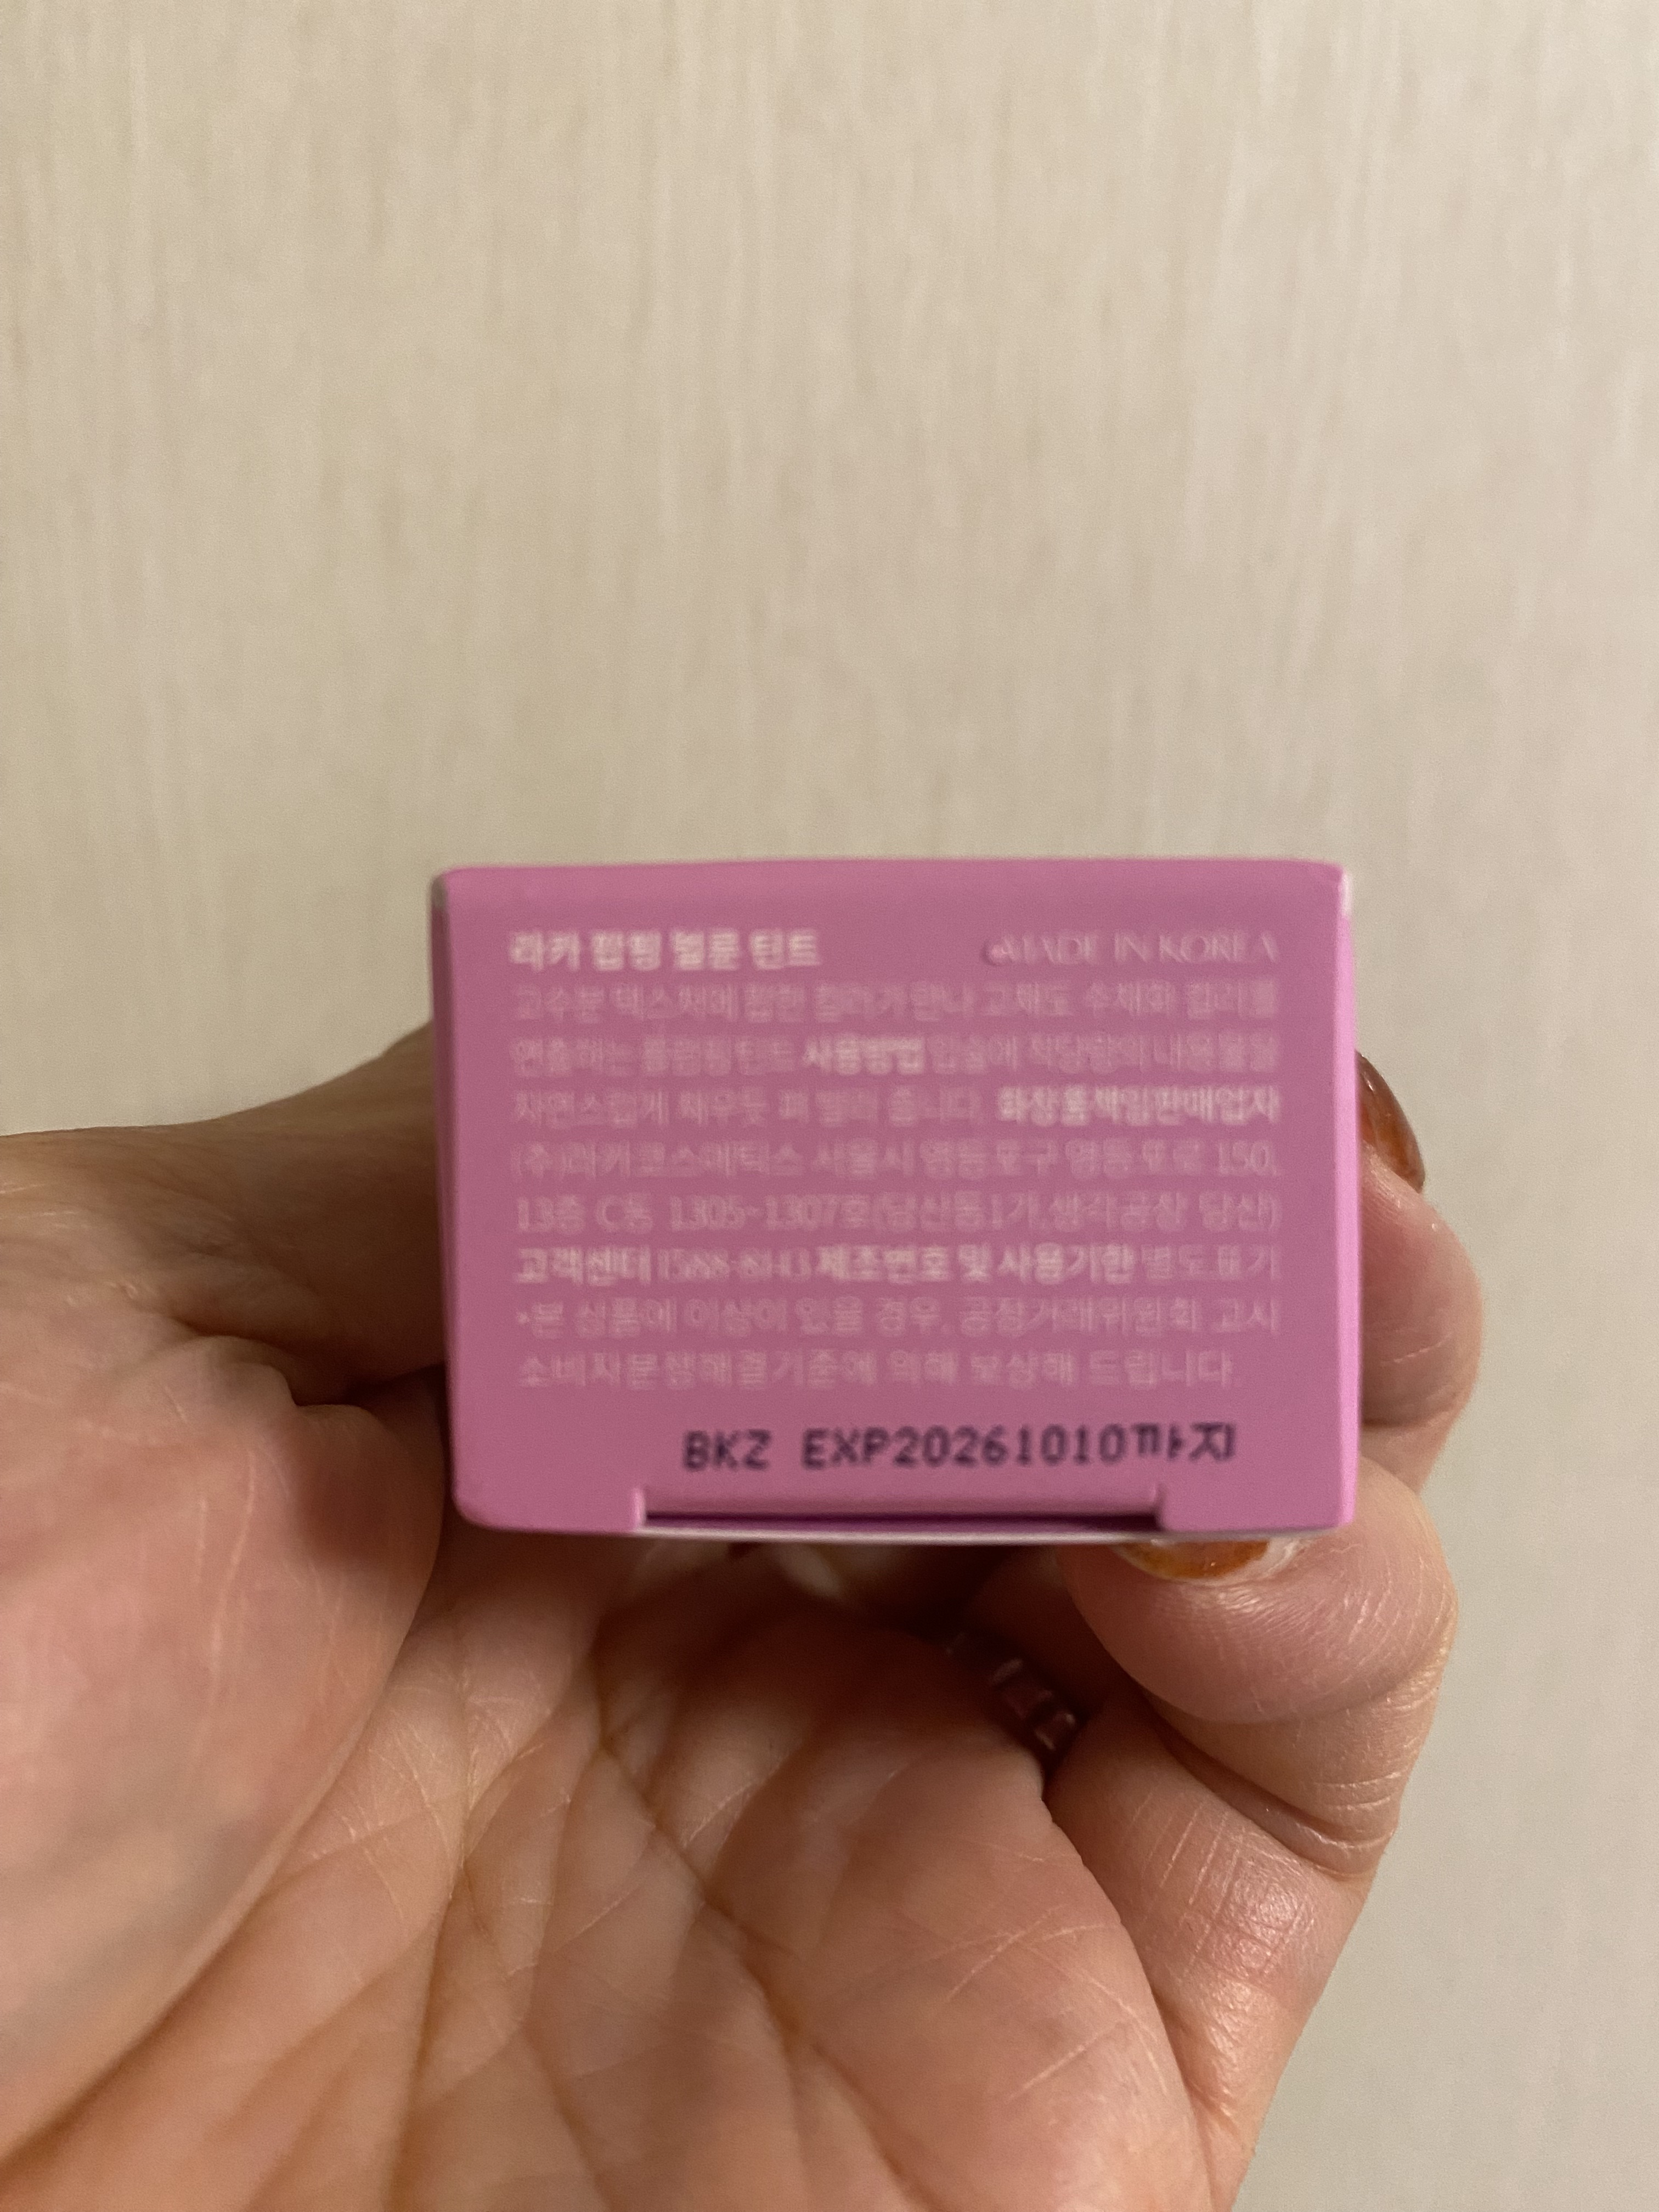 라카 팝핑 벌룬 틴트 MADE IN KOREA
고수분 텍스처에 팝한 컬러가 만나 고채도 수채화 컬러를
연출해는 플럼핑 틴트 사용방법 입술에 적당량의 내용물을
자연스럽게 채우듯 펴 발라 줍니다. 화장품책임판매업자
(주)라카코스메틱스 서울시 영등포구 영등포로 150,
13층 C동 1305-1307호(당산동1가,생각공장 당산)
고객센터 제조번호 및 사용기한 별도표기
•본 상품에 이상이 있을 경우, 공정거래위원회 고시
소비자분쟁해결기준에 의해 보상해 드립니다.
BKZ EXP20261010까지